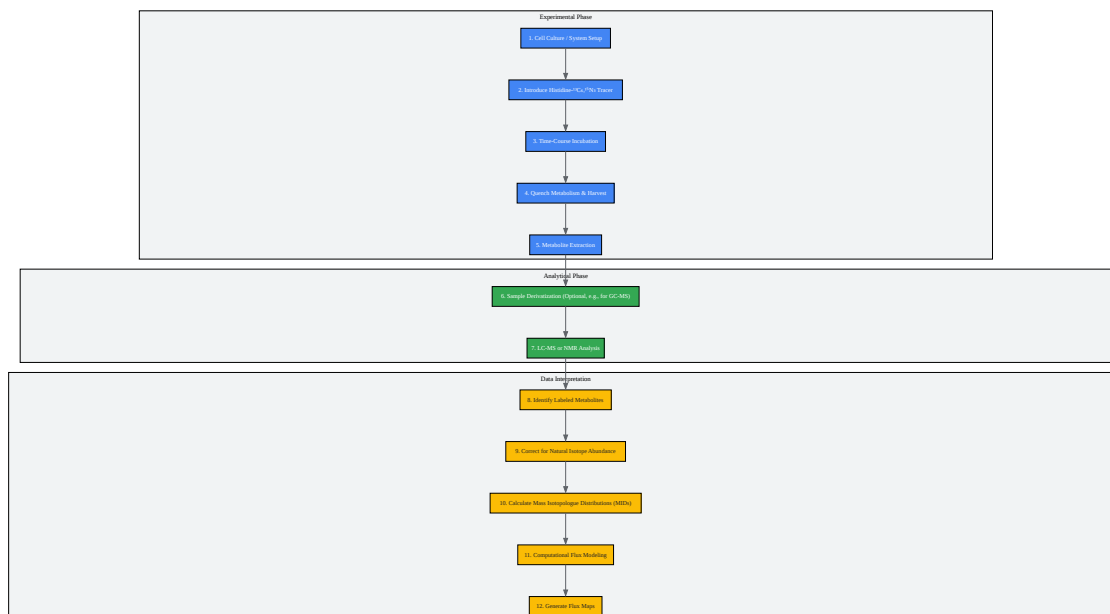 Experimental Phase
1. Cell Culture / System Setup
2. Introduce Histidine-¹³C₆,¹⁵N₃ Tracer
3. Time-Course Incubation
4. Quench Metabolism & Harvest
5. Metabolite Extraction
Analytical Phase
6. Sample Derivatization (Optional, e.g., for GC-MS)
7. LC-MS or NMR Analysis
Data Interpretation
8. Identify Labeled Metabolites
9. Correct for Natural Isotope Abundance
10. Calculate Mass Isotopologue Distributions (MIDs)
11. Computational Flux Modeling
12. Generate Flux Maps